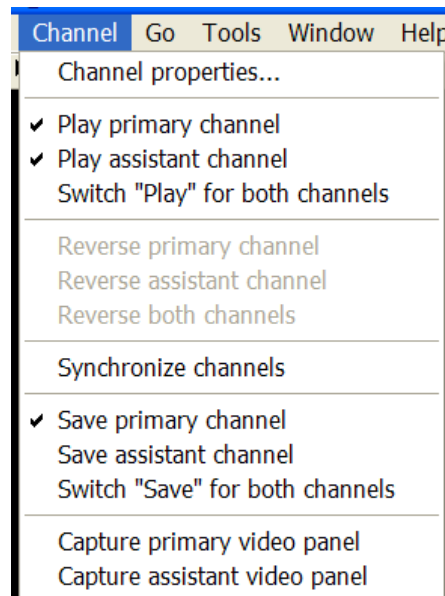 Channel Go Tools Window Help
Channel properties...
Play primary channel
Play assistant channel
Switch "Play" for both channels
Reverse primary channel
Reverse assistant channel
Reverse both channels
Synchronize channels
Save primary channel
Save assistant channel
Switch "Save" for both channels
Capture primary video panel
Capture assistant video panel